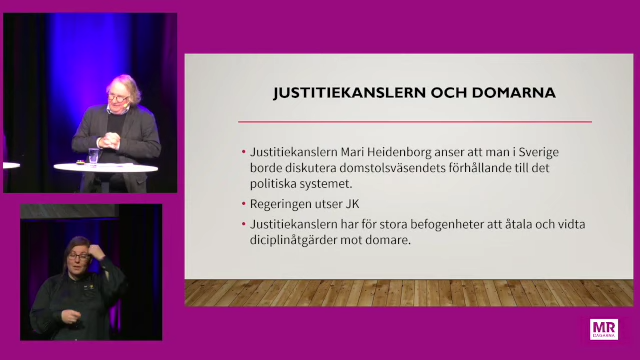 JUSTITIEKANSLERN OCH DOMARNA
• Justitiekanslern Mari Heidenborg anser att man i Sverige
borde diskutera domstolsväsendets förhållande till det
politiska systemet.
• Regeringen utser JK
• Justitiekanslern har för stora befogenheter att åtala och vidta
diciplinåtgärder mot domare.
MR
DAGARNA